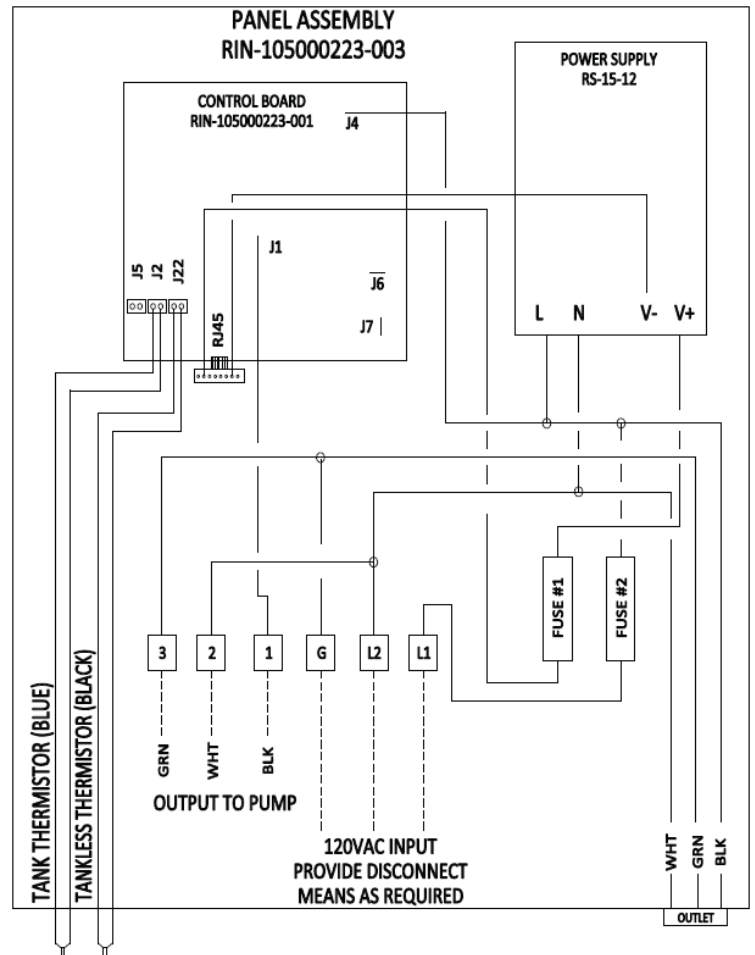 PANEL ASSEMBLY
RIN-105000223-003
POWER SUPPLY
RS-15-12
CONTROL BOARD
RIN-105000223-001
J4
J1
J5
J2
J22
J6
J7
RJ45
L
N
V-
V+
FUSE #1
FUSE #2
3
2
1
G
L2
L1
GRN
WHT
BLK
OUTPUT TO PUMP
TANK THERMISTOR (BLUE)
TANKLESS THERMISTOR (BLACK)
120VAC INPUT
PROVIDE DISCONNECT
MEANS AS REQUIRED
WHT
GRN
BLK
OUTLET